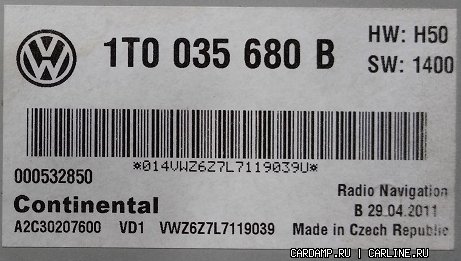 VW
1T0 035 680 B
HW: H50
SW: 1400
*014VWZ6Z7L7119039U*
000532850
Continental
A2C30207600 VD1 VWZ6Z7L7119039
Radio Navigation
B 29.04.2011
Made in Czech Republic
CARDAMP.RU | CARLINE.RU